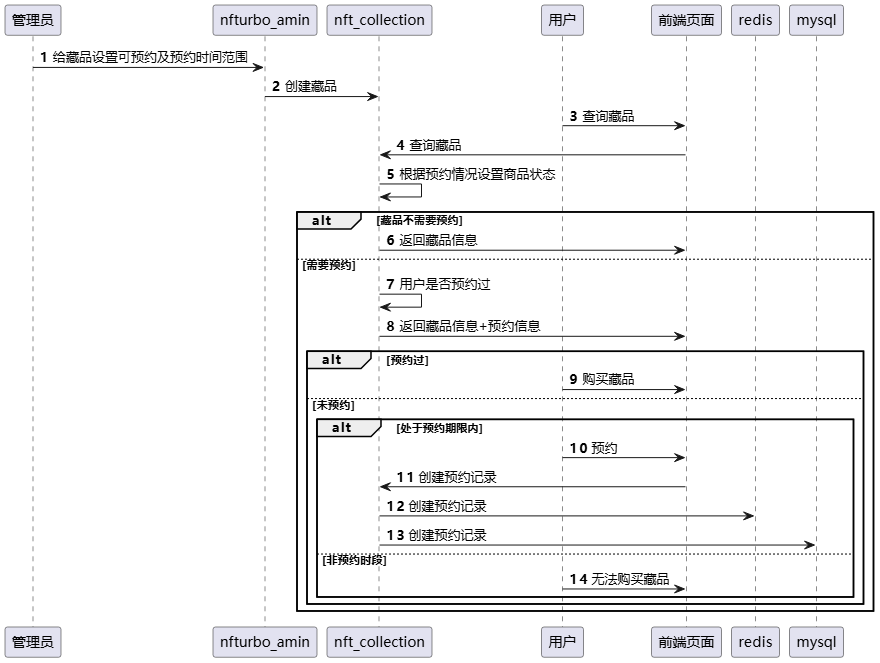 管理员 nfturbo_amin nft_collection 用户 前端页面 redis mysql
1 给藏品设置可预约及预约时间范围
2 创建藏品
3 查询藏品
4 查询藏品
5 根据预约情况设置商品状态
alt [藏品不需要预约]
6 返回藏品信息
[需要预约]
7 用户是否预约过
8 返回藏品信息+预约信息
alt [预约过]
9 购买藏品
[未预约]
alt [处于预约期限内]
10 预约
11 创建预约记录
12 创建预约记录
13 创建预约记录
[非预约时段]
14 无法购买藏品
管理员 nfturbo_amin nft_collection 用户 前端页面 redis mysql